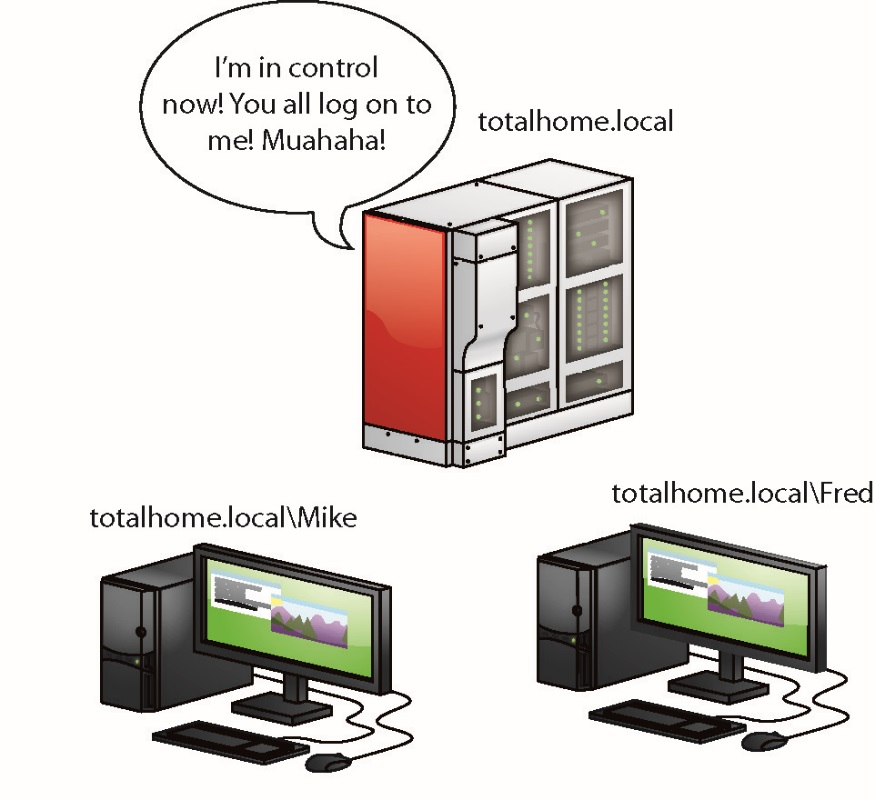 I'm in control
now! You all log on to
me! Muahaha!
totalhome.local
totalhome.local\Mike
totalhome.local\Fred